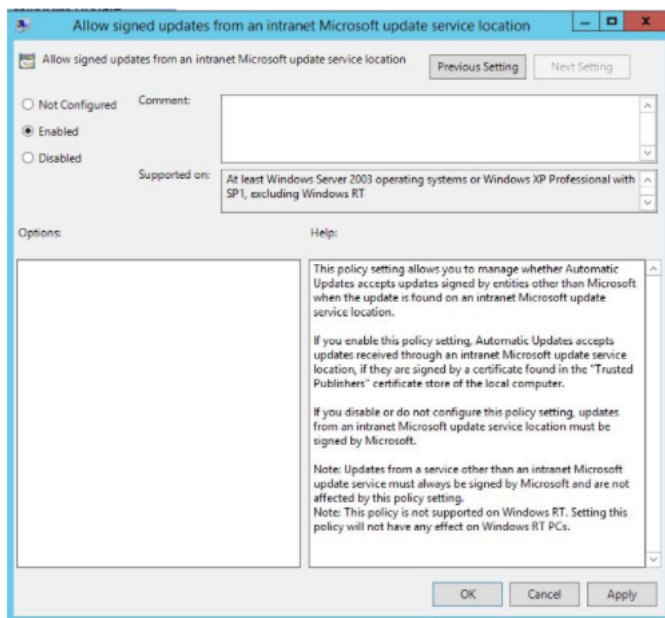 Allow signed updates from an intranet Microsoft update service location
Allow signed updates from an intranet Microsoft update service location
Previous Setting
Next Setting
Not Configured
Comment:
Enabled
Disabled
Supported on:
At least Windows Server 2003 operating systems or Windows XP Professional with
SP1, excluding Windows RT
Options:
Help:
This policy setting allows you to manage whether Automatic
Updates accepts updates signed by entities other than Microsoft
when the update is found on an intranet Microsoft update
service location.
If you enable this policy setting, Automatic Updates accepts
updates received through an intranet Microsoft update service
location, if they are signed by a certificate found in the "Trusted
Publishers" certificate store of the local computer.
If you disable or do not configure this policy setting, updates
from an intranet Microsoft update service location must be
signed by Microsoft.
Note: Updates from a service other than an intranet Microsoft
update service must always be signed by Microsoft and are not
affected by this policy setting.
Note: This policy is not supported on Windows RT. Setting this
policy will not have any effect on Windows RT PCs.
OK
Cancel
Apply